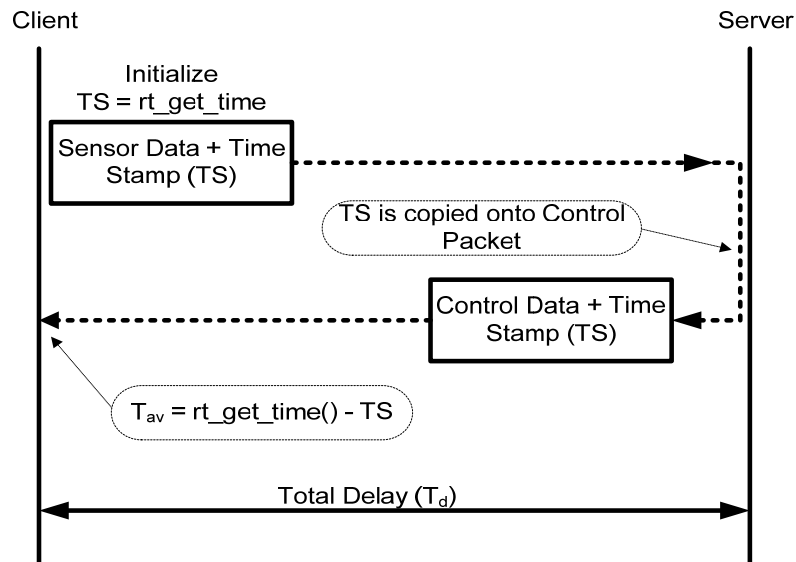 Client
Server
Initialize
TS = rt_get_time
Sensor Data + Time
Stamp (TS)
TS is copied onto Control
Packet
Control Data + Time
Stamp (TS)
Tav = rt_get_time() - TS
Total Delay (Td)